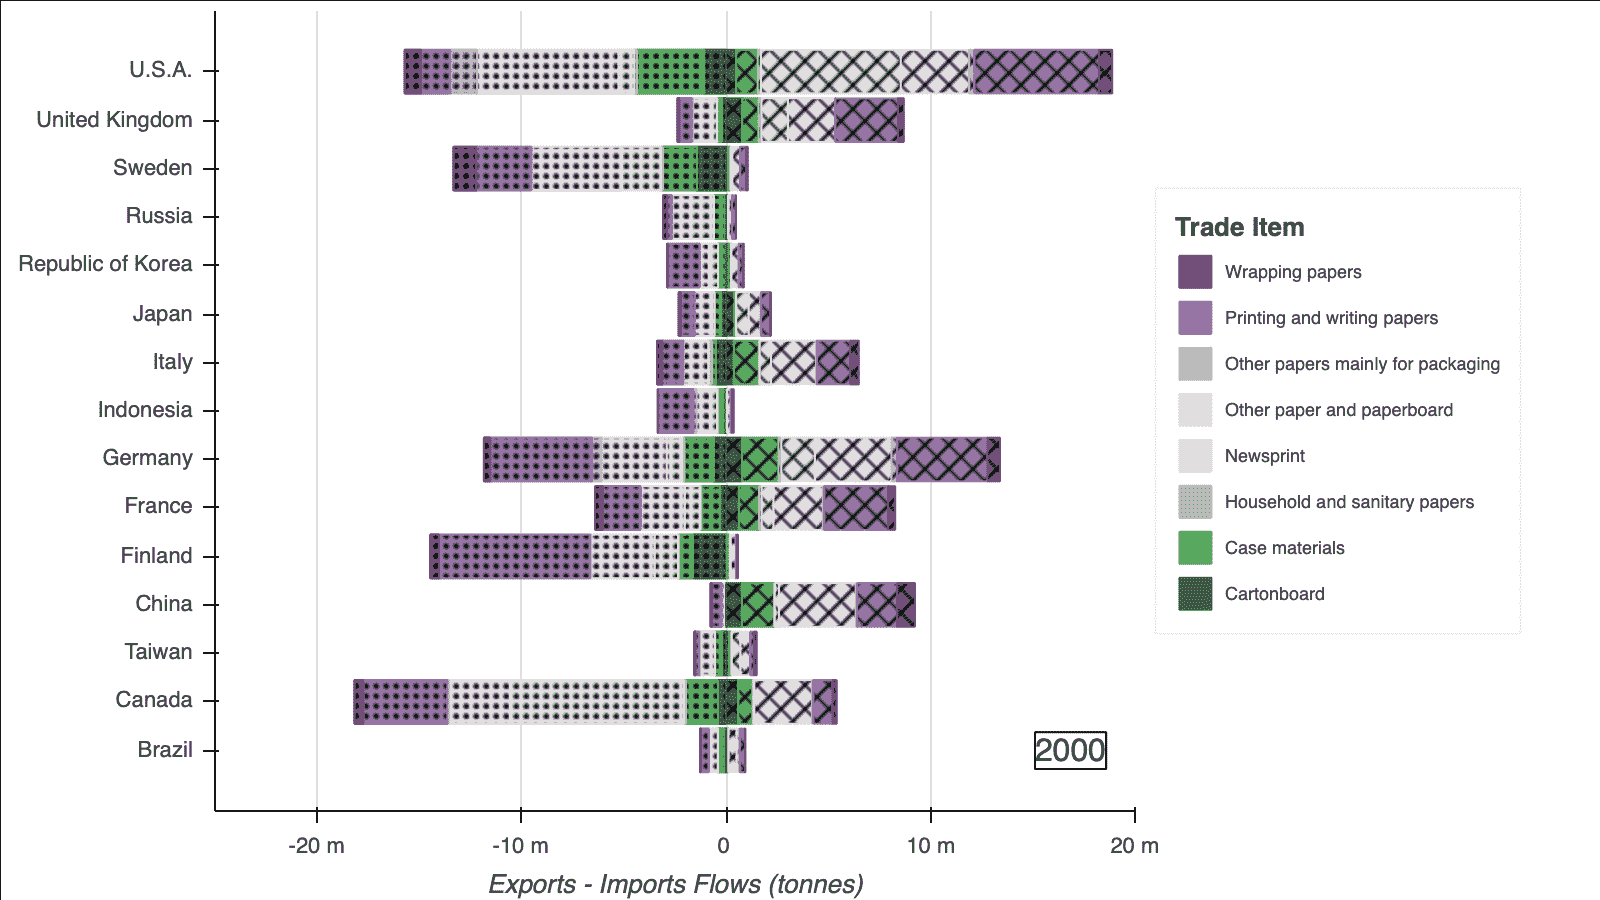 U.S.A.
United Kingdom
Sweden
Russia
Republic of Korea
Japan
Italy
Indonesia
Germany
France
Finland
China
Taiwan
Canada
Brazil
Trade Item
Wrapping papers
Printing and writing papers
Other papers mainly for packaging
Other paper and paperboard
Newsprint
Household and sanitary papers
Case materials
Cartonboard
2000
-20 m -10 m 0 10 m 20 m
Exports - Imports Flows (tonnes)